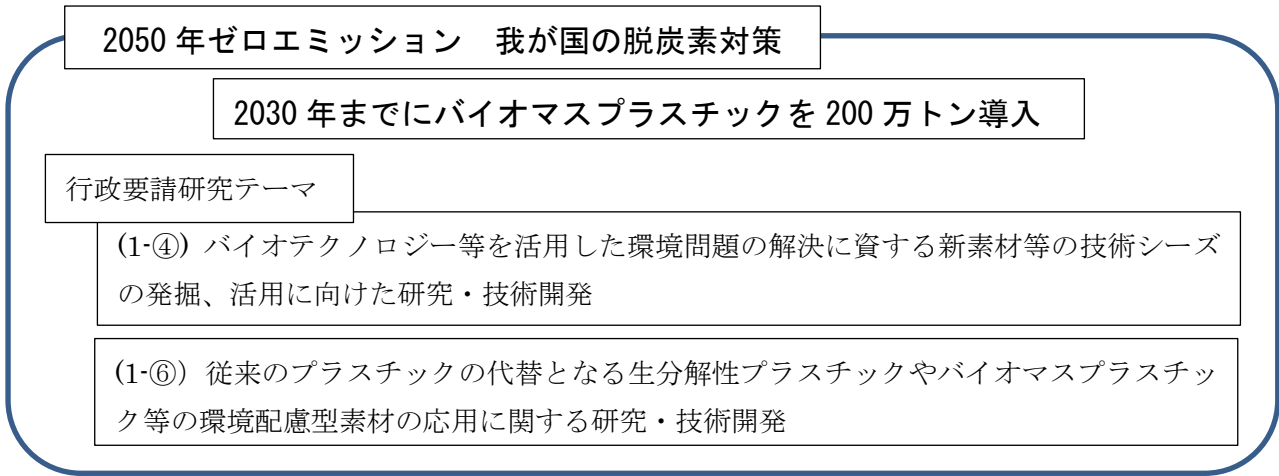 2050 年ゼロエミッション　我が国の脱炭素対策
2030 年までにバイオマスプラスチックを 200 万トン導入
行政要請研究テーマ
(1-④) バイオテクノロジー等を活用した環境問題の解決に資する新素材等の技術シーズ
の発掘、活用に向けた研究・技術開発
(1-⑥）従来のプラスチックの代替となる生分解性プラスチックやバイオマスプラスチッ
ク等の環境配慮型素材の応用に関する研究・技術開発